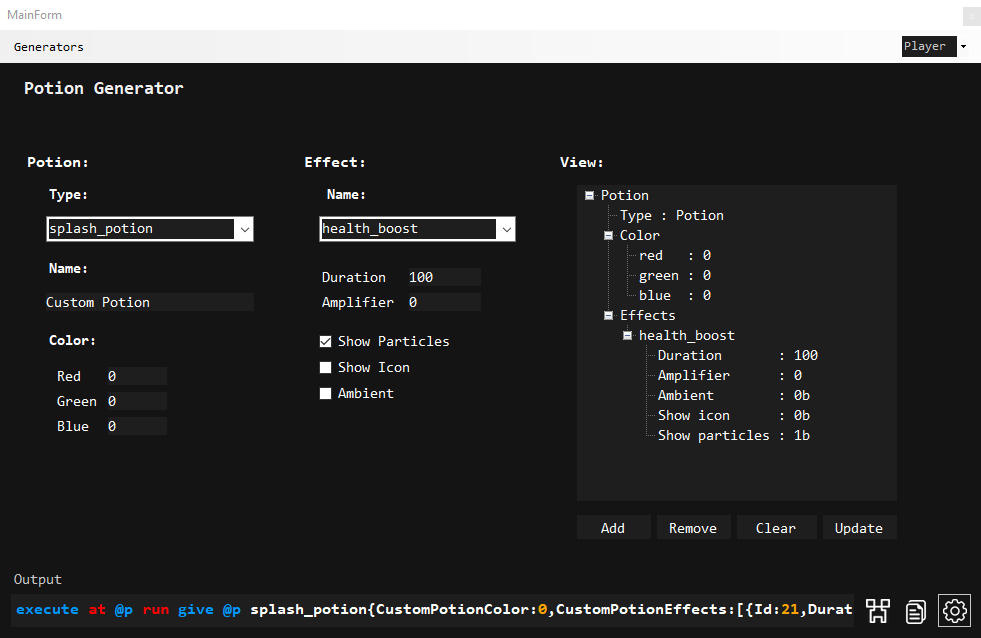 MainForm
Generators
Player
Potion Generator
Potion:
Type:
splash_potion
Name:
Custom Potion
Color:
Red 0
Green 0
Blue 0
Effect:
Name:
health_boost
Duration 100
Amplifier 0
Show Particles
Show Icon
Ambient
View:
Potion
Type : Potion
Color
red : 0
green : 0
blue : 0
Effects
health_boost
Duration : 100
Amplifier : 0
Ambient : 0b
Show icon : 0b
Show particles : 1b
Add Remove Clear Update
Output
execute at @p run give @p splash_potion{CustomPotionColor:0,CustomPotionEffects:[{Id:21,Durat